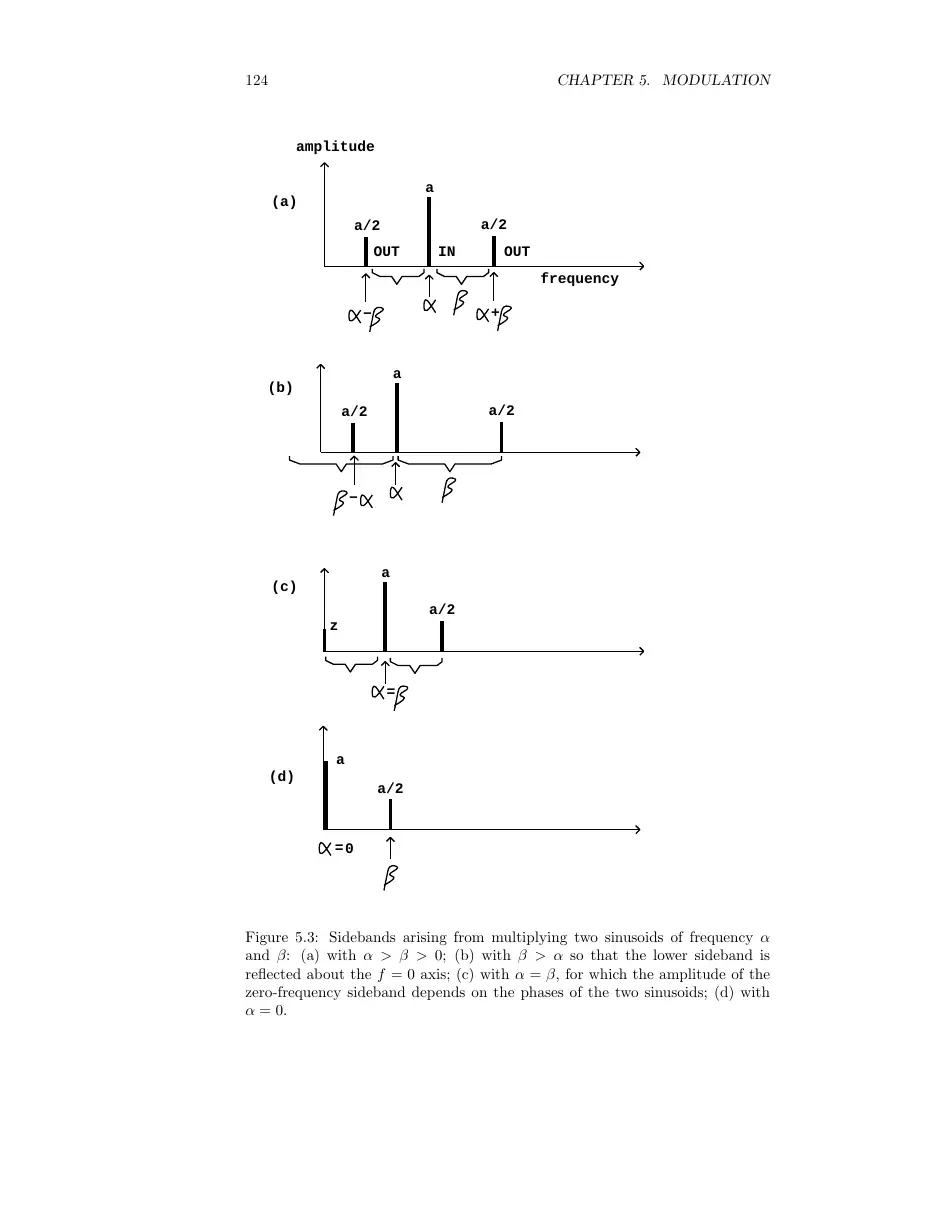 124 CHAPTER 5. MODULATION
amplitude
(a)
a
a/2 a/2
OUT IN OUT
frequency
α-β α β α+β
(b)
a
a/2 a/2
β-α α β
(c)
a
a/2
z
α=β
(d)
a
a/2
α=0
β
Figure 5.3: Sidebands arising from multiplying two sinusoids of frequency α
and β: (a) with α > β > 0; (b) with β > α so that the lower sideband is
reflected about the f = 0 axis; (c) with α = β, for which the amplitude of the
zero-frequency sideband depends on the phases of the two sinusoids; (d) with
α = 0.